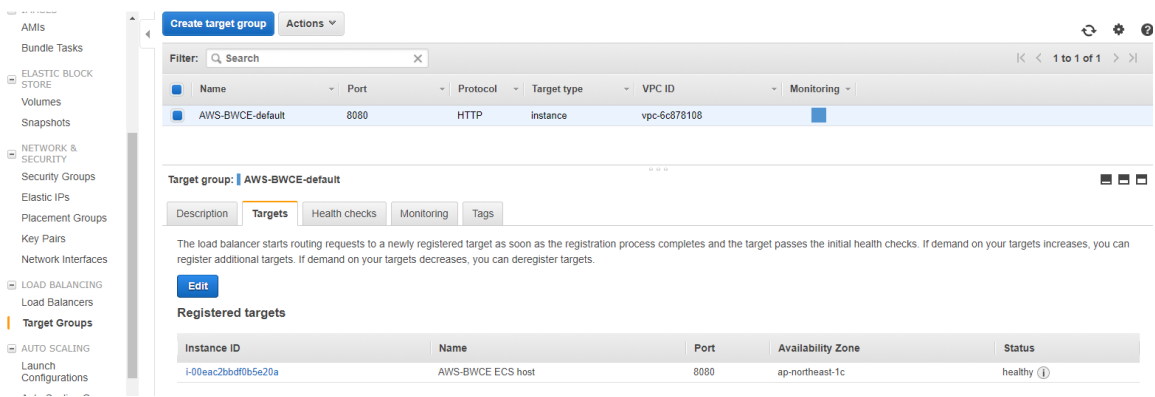 AMIs
Bundle Tasks
ELASTIC BLOCK
STORE
Volumes
Snapshots
NETWORK &
SECURITY
Security Groups
Elastic IPs
Placement Groups
Key Pairs
Network Interfaces
LOAD BALANCING
Load Balancers
Target Groups
AUTO SCALING
Launch
Configurations
Create target group Actions
Filter: Search
1 to 1 of 1
Name Port Protocol Target type VPC ID Monitoring
AWS-BWCE-default 8080 HTTP instance vpc-6c878108
Target group: AWS-BWCE-default
Description Targets Health checks Monitoring Tags
The load balancer starts routing requests to a newly registered target as soon as the registration process completes and the target passes the initial health checks. If demand on your targets increases, you can
register additional targets. If demand on your targets decreases, you can deregister targets.
Edit
Registered targets
Instance ID Name Port Availability Zone Status
i-00eac2bbdf0b5e20a AWS-BWCE ECS host 8080 ap-northeast-1c healthy